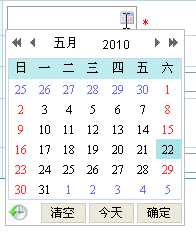 *
五月 2010
日 一 二 三 四 五 六
25 26 27 28 29 30 1
2 3 4 5 6 7 8
9 10 11 12 13 14 15
16 17 18 19 20 21 22
23 24 25 26 27 28 29
30 31 1 2 3 4 5
清空 今天 确定